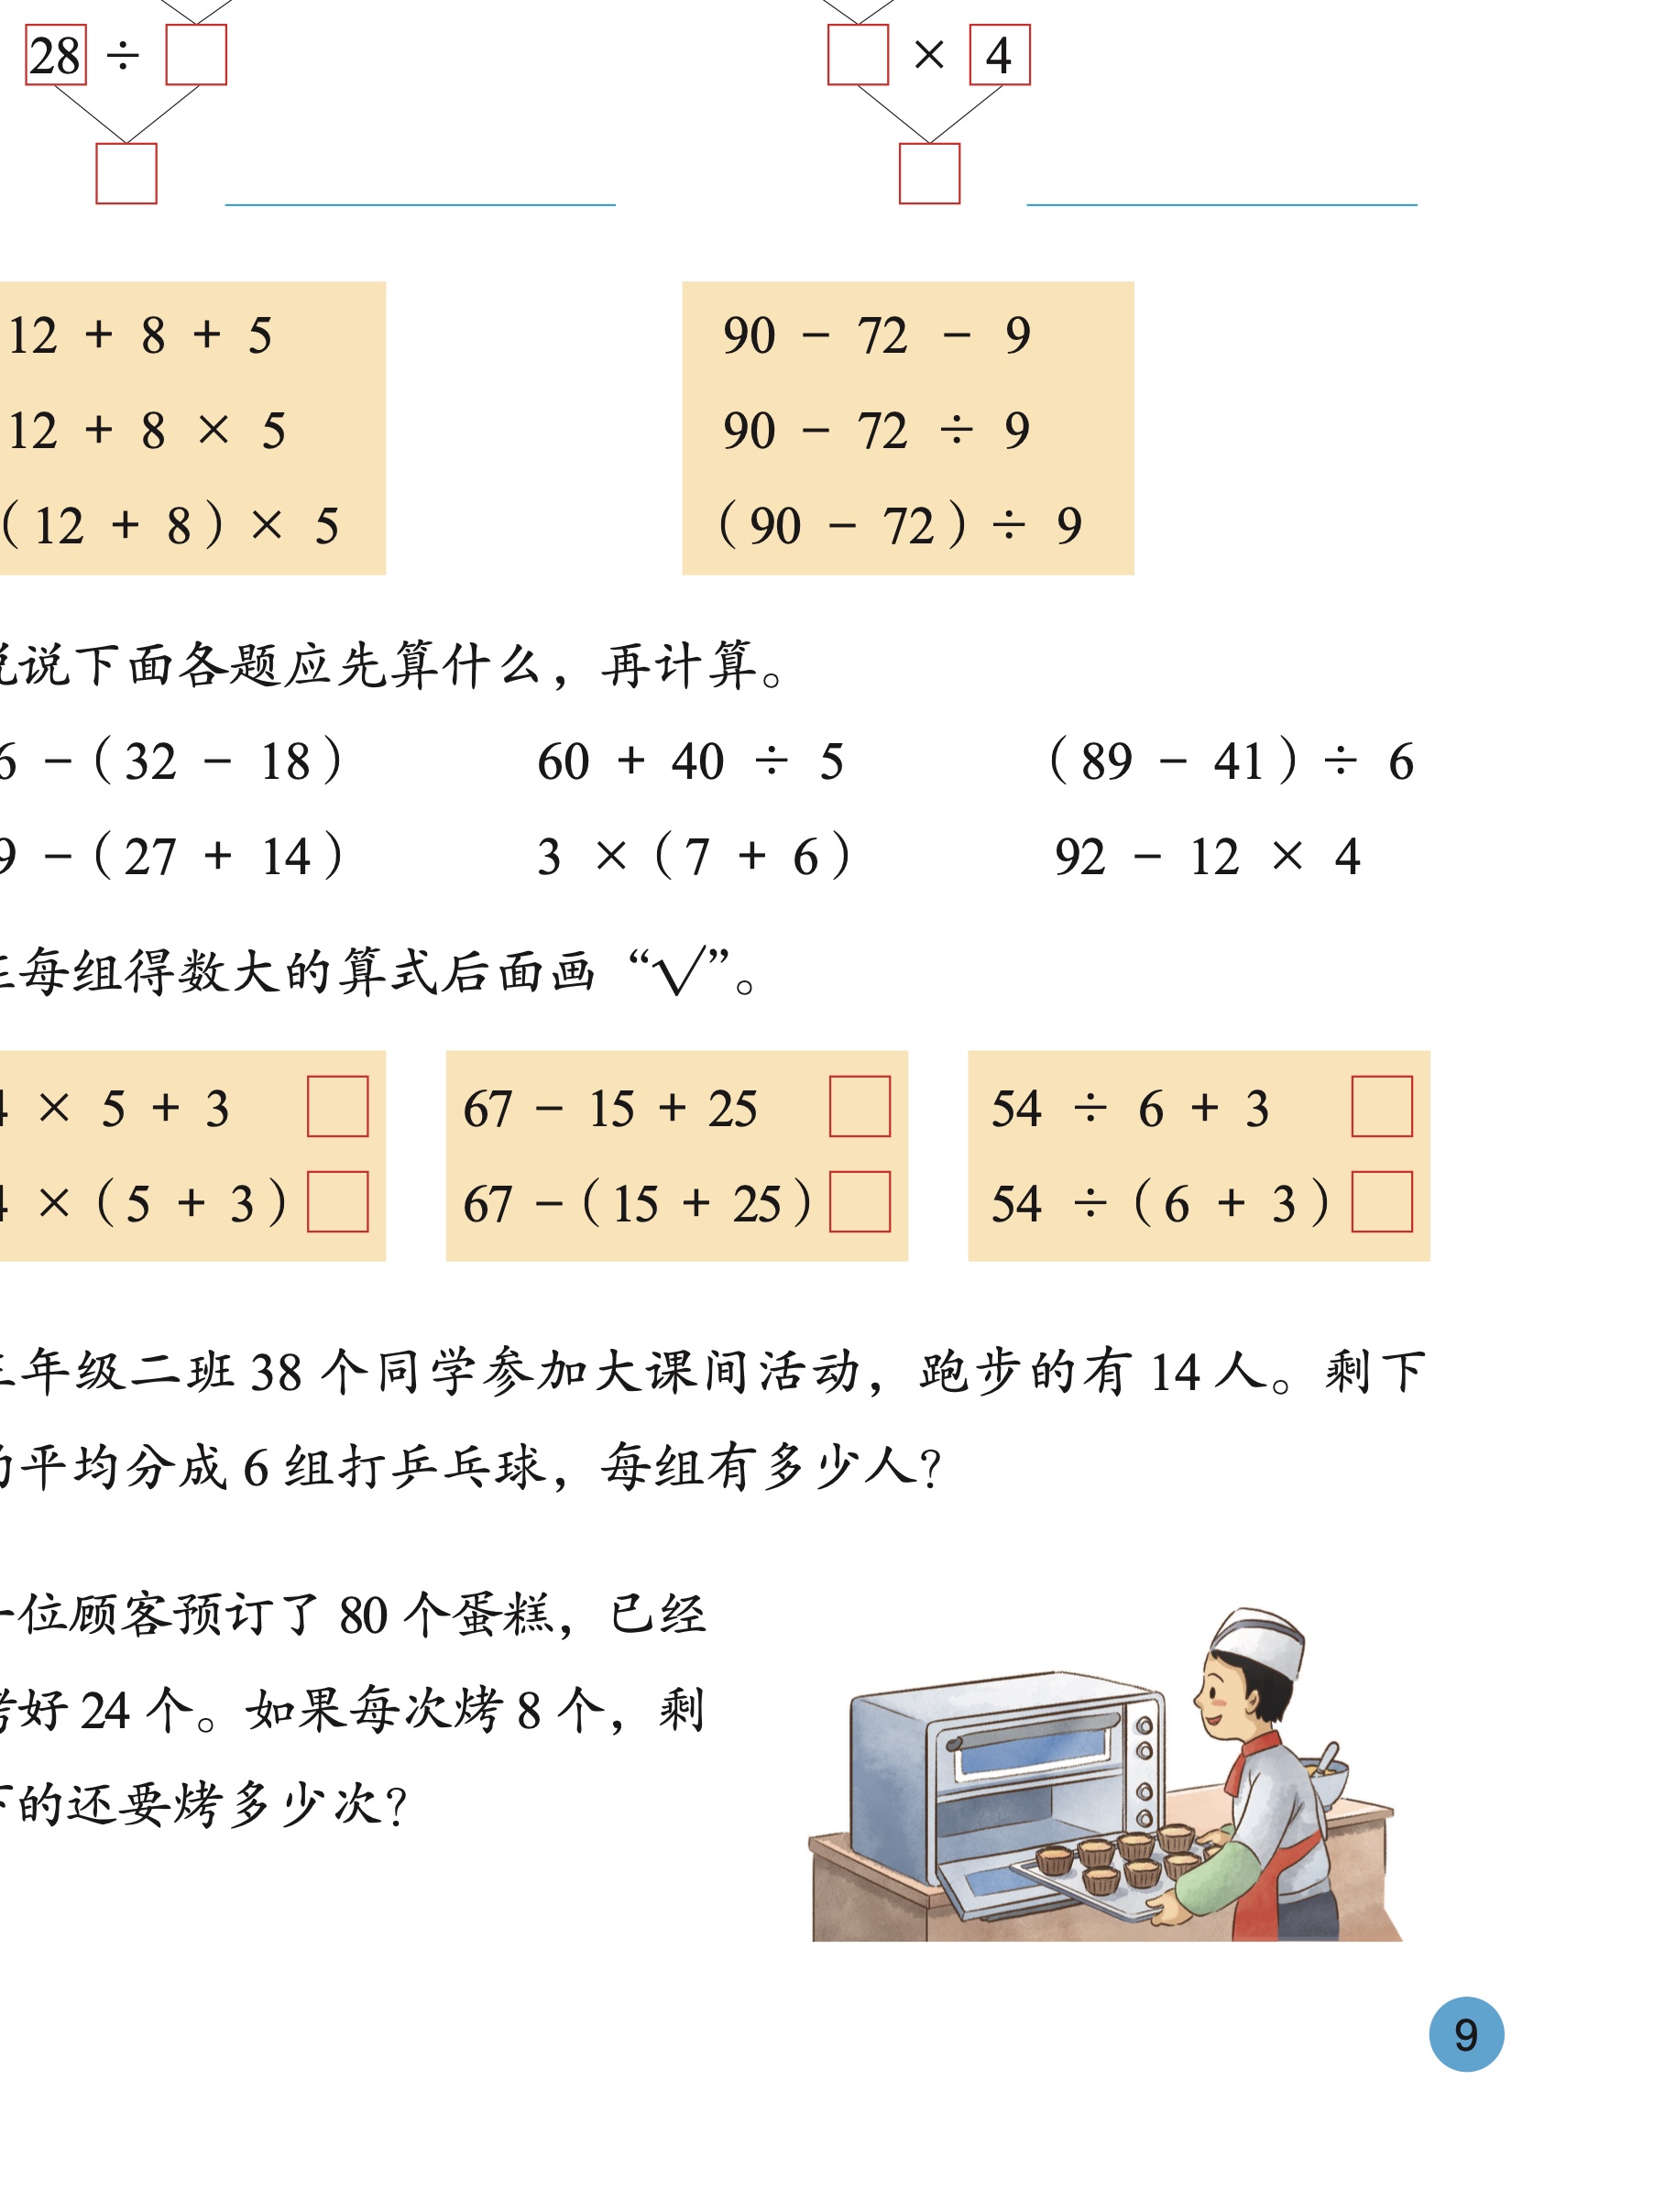 28 ÷
× 4
12 + 8 + 5
90 - 72 - 9
12 + 8 × 5
90 - 72 ÷ 9
(12 + 8) × 5
(90 - 72) ÷ 9
说下面各题应先算什么，再计算。
6 - (32 - 18)
60 + 40 ÷ 5
(89 - 41) ÷ 6
9 - (27 + 14)
3 × (7 + 6)
92 - 12 × 4
每组得数大的算式后面画“√”。
× 5 + 3
67 - 15 + 25
54 ÷ 6 + 3
× (5 + 3)
67 - (15 + 25)
54 ÷ (6 + 3)
年级二班 38 个同学参加大课间活动，跑步的有 14 人。剩下
平均分成 6 组打乒乓球，每组有多少人？
位顾客预订了 80 个蛋糕，已经
好 24 个。如果每次烤 8 个，剩
的还要烤多少次？
9